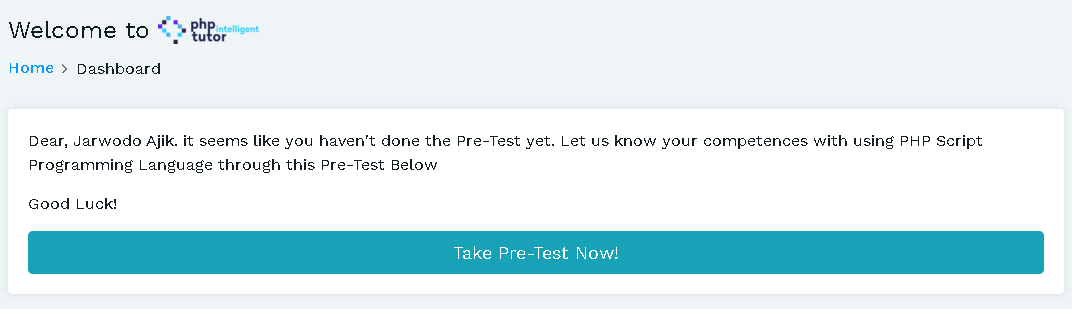 Welcome to php intelligent tutor
Home > Dashboard
Dear, Jarwodo Ajik. it seems like you haven't done the Pre-Test yet. Let us know your competences with using PHP Script
Programming Language through this Pre-Test Below
Good Luck!
Take Pre-Test Now!